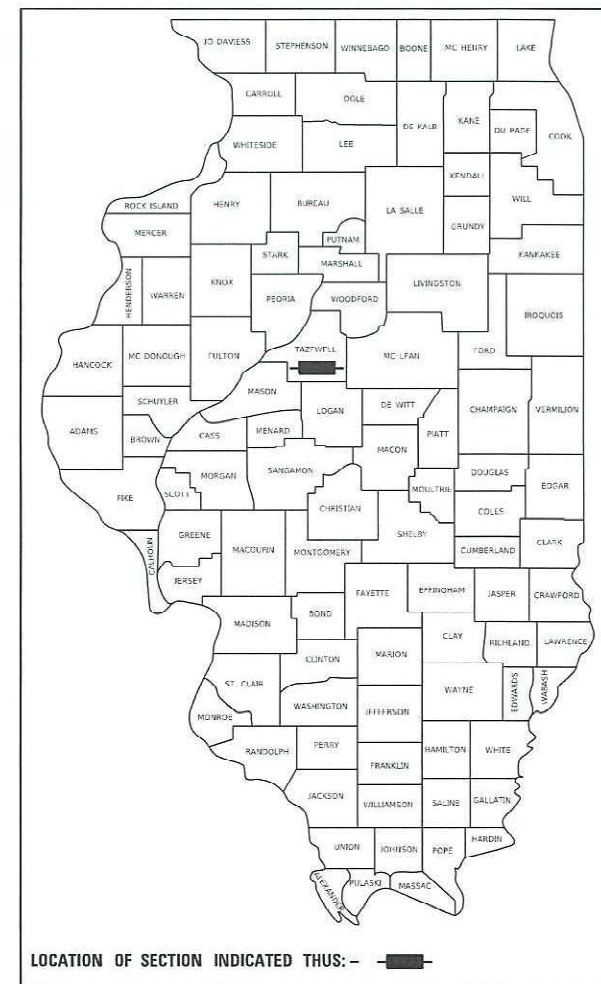 JO DAVIESS STEPHENSON WINNEBAGO BOONE MC HENRY LAKE
CARROLL OGLE DE KALB KANE DU PAGE COOK
WHITESIDE LEE
KENDALL
ROCK ISLAND HENRY BUREAU LA SALLE WILL
MERCER PUTNAM GRUNDY
STARK MARSHALL KANKAKEE
HENDERSON WARREN KNOX PEORIA WOODFORD LIVINGSTON
IROQUOIS
HANCOCK MC DONOUGH FULTON TAZEWELL MC LEAN FORD
MASON
SCHUYLER LOGAN DE WITT
ADAMS BROWN CASS MENARD MACON PIATT CHAMPAIGN VERMILION
PIKE SCOTT MORGAN SANGAMON MOULTRIE DOUGLAS EDGAR
CHRISTIAN COLES
CALHOUN GREENE MACOUPIN MONTGOMERY SHELBY CUMBERLAND CLARK
JERSEY
FAYETTE EFFINGHAM JASPER CRAWFORD
MADISON BOND
CLAY RICHLAND LAWRENCE
CLINTON MARION
ST. CLAIR WAYNE EDWARDS WABASH
WASHINGTON JEFFERSON
MONROE
RANDOLPH PERRY HAMILTON WHITE
FRANKLIN
JACKSON WILLIAMSON SALINE GALLATIN
UNION JOHNSON POPE HARDIN
ALEXANDER PULASKI MASSAC
LOCATION OF SECTION INDICATED THUS: –